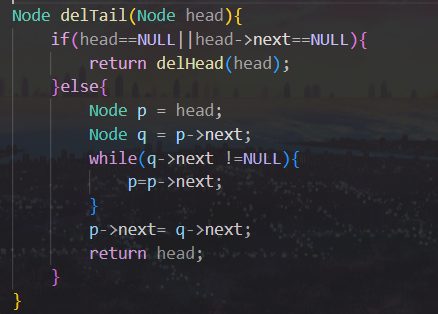 Node delTail(Node head){
if(head==NULL||head->next==NULL){
return delHead(head);
}else{
Node p = head;
Node q = p->next;
while(q->next !=NULL){
p=p->next;
}
p->next= q->next;
return head;
}
}